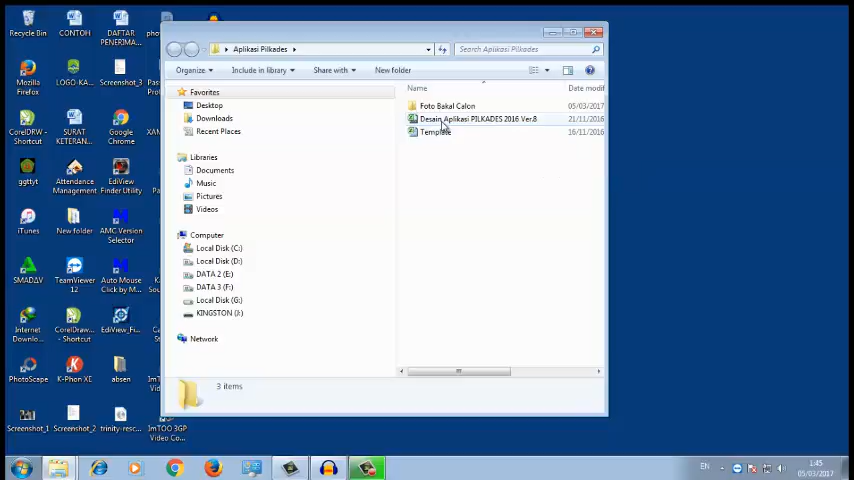 Aplikasi Pilkades
Search Aplikasi Pilkades
Organize
Include in library
Share with
New folder
Favorites
Desktop
Downloads
Recent Places
Libraries
Documents
Music
Pictures
Videos
Computer
Local Disk (C:)
Local Disk (D:)
DATA 2 (E:)
DATA 3 (F:)
Local Disk (G:)
KINGSTON (J:)
Network
Name
Date modif
Foto Bakal Calon
05/03/2017
Desain Aplikasi PILKADES 2016 Ver.8
21/11/2016
Template
16/11/2016
3 items
Recycle Bin
CONTOH
DAFTAR
PENERIMA...
Mozilla
Firefox
LOGO-KA...
Screenshot_3
CorelDRW
- Shortcut
SURAT
KETERAN...
Google
Chrome
ggttyt
Attendance
Management
EdiView
Finder Utility
iTunes
New folder
AMC Version
Selector
SMADΔV
TeamViewer
12
Auto Mouse
Click by M...
Internet
Downlo...
CorelDraw...
- Shortcut
EdiView_Fi...
PhotoScape
K-Phon XE
absen
Screenshot_1
Screenshot_2
trinity-resc...
ImTOO 3GP
Video Co...
EN
1:45
05/03/2017